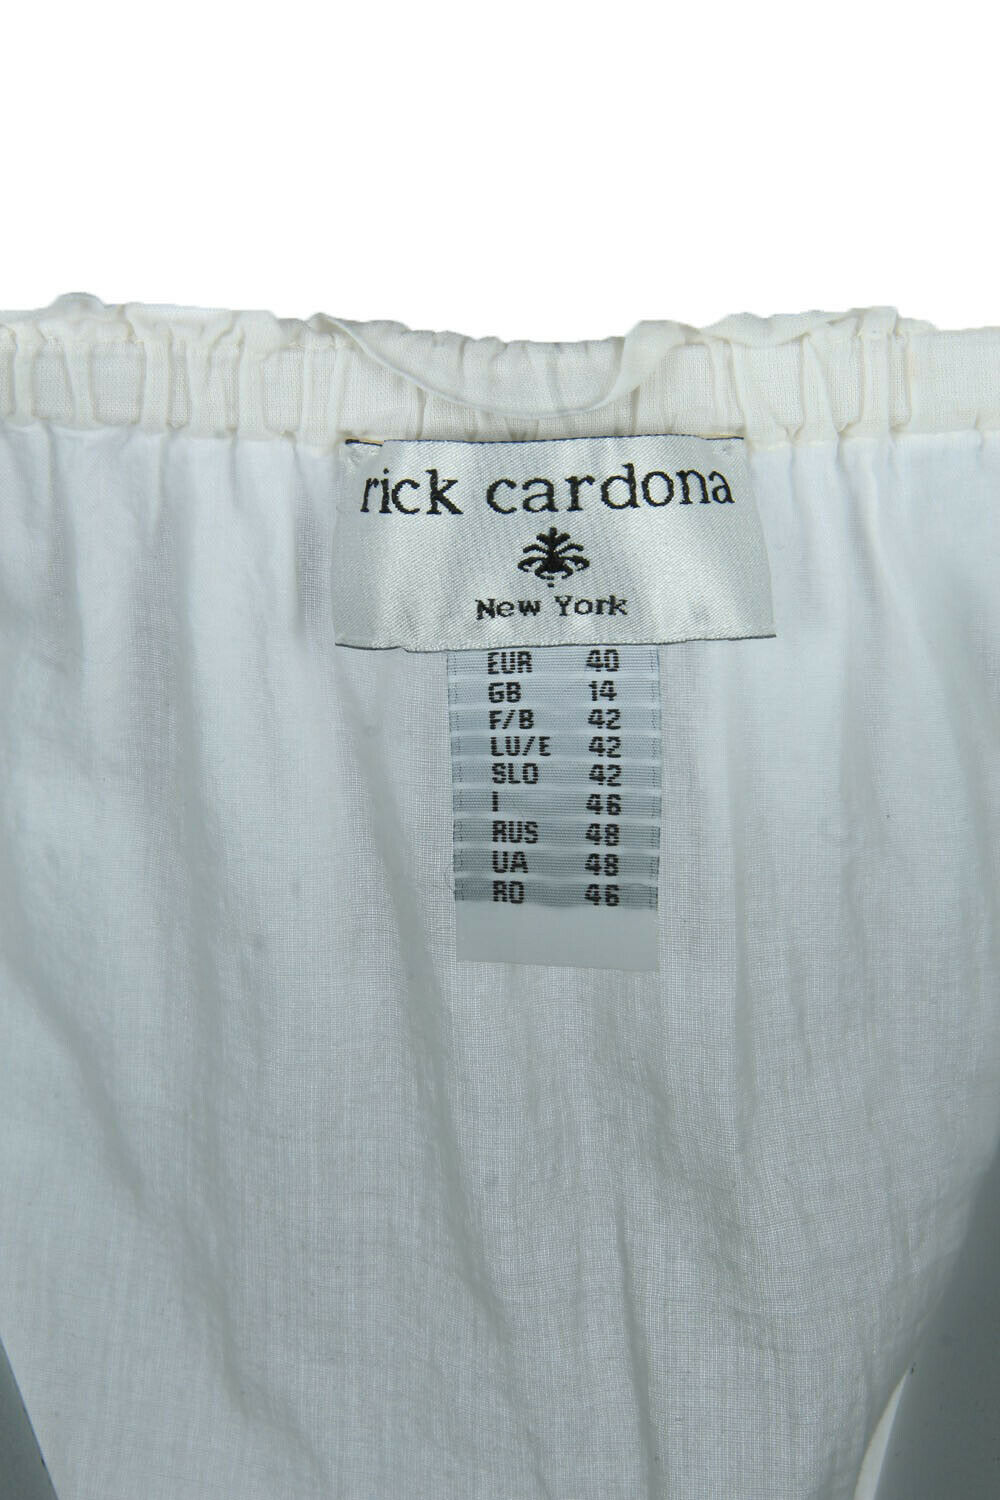 rick cardona
New York
EUR 40
GB 14
F/B 42
LU/E 42
SLO 42
I 46
RUS 48
UA 48
RO 46